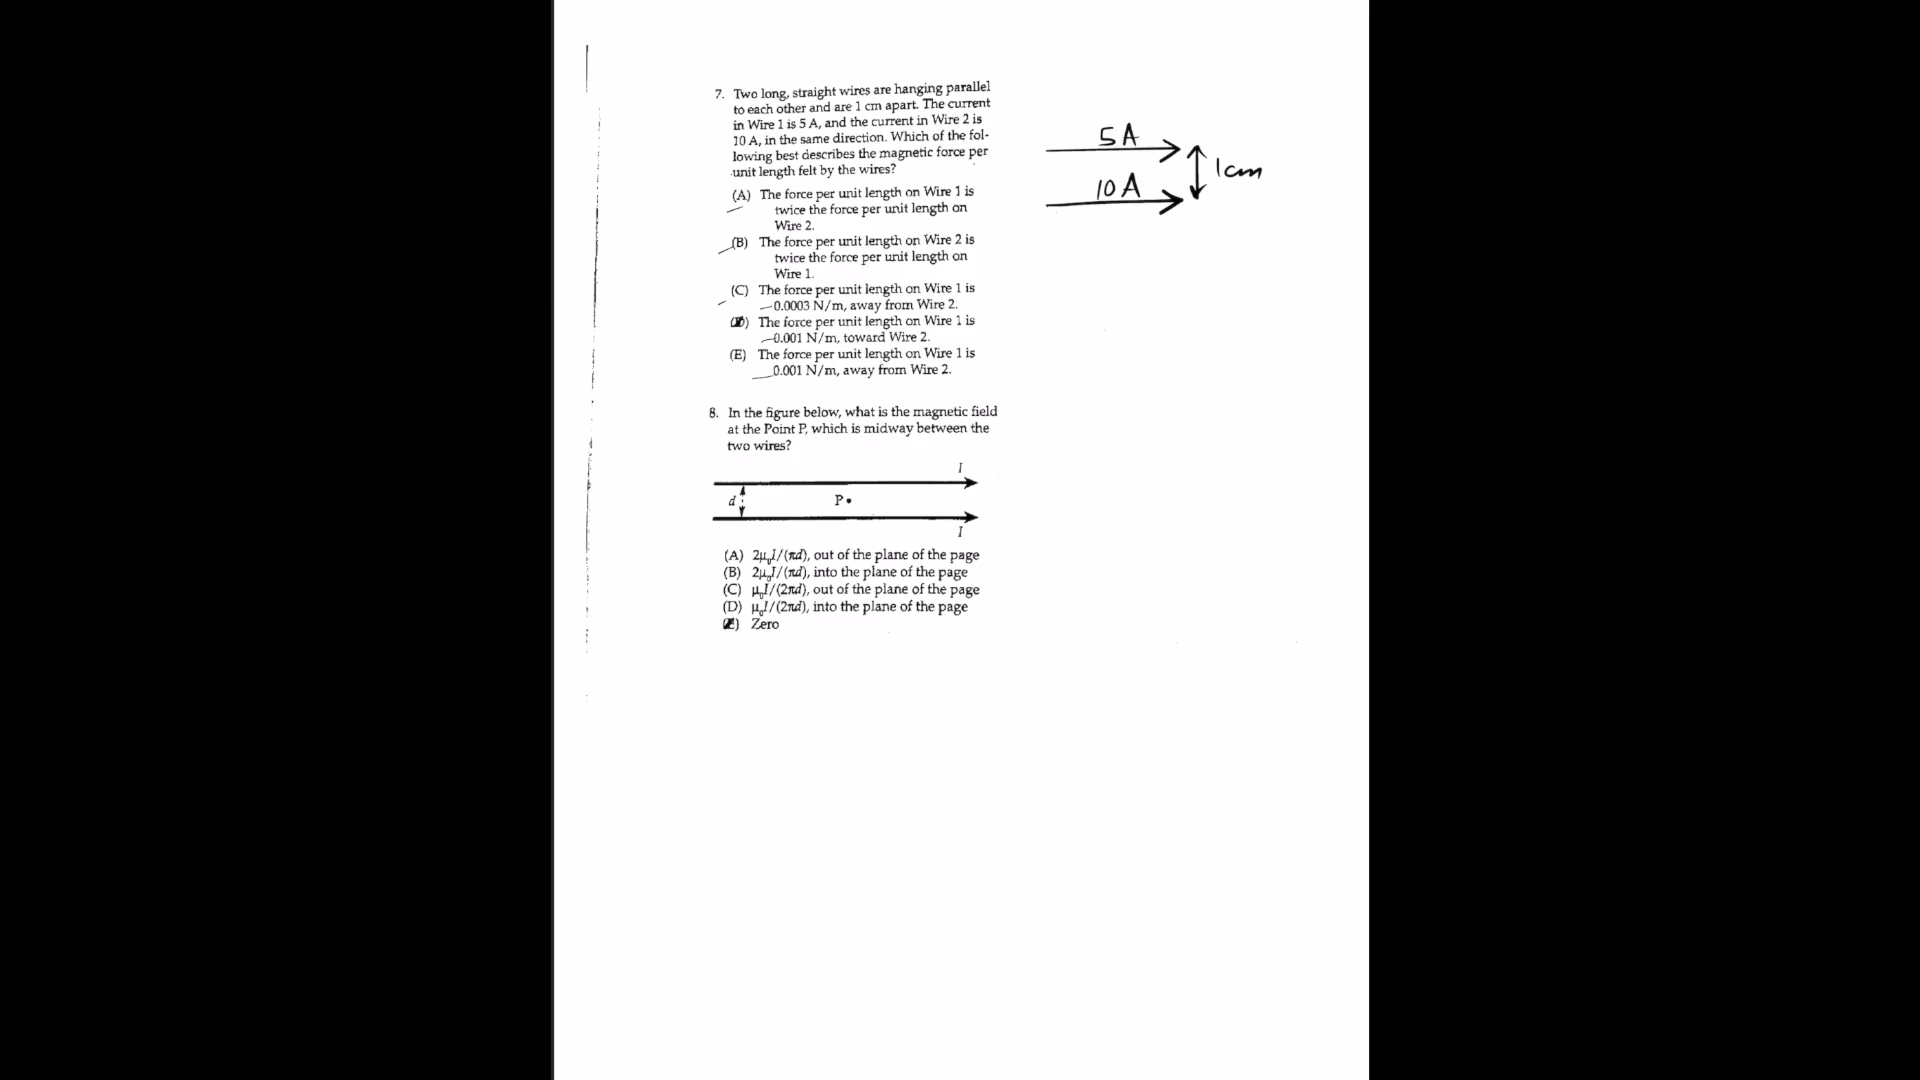 7. Two long, straight wires are hanging parallel
to each other and are 1 cm apart. The current
in Wire 1 is 5 A, and the current in Wire 2 is
10 A, in the same direction. Which of the fol-
lowing best describes the magnetic force per
unit length felt by the wires?
(A) The force per unit length on Wire 1 is
twice the force per unit length on
Wire 2.
(B) The force per unit length on Wire 2 is
twice the force per unit length on
Wire 1.
(C) The force per unit length on Wire 1 is
0.0003 N/m, away from Wire 2.
(D) The force per unit length on Wire 1 is
0.001 N/m, toward Wire 2.
(E) The force per unit length on Wire 1 is
0.001 N/m, away from Wire 2.
5 A
10 A
1 cm
8. In the figure below, what is the magnetic field
at the Point P, which is midway between the
two wires?
I
d
P
I
(A) 2μ₀I/(πd), out of the plane of the page
(B) 2μ₀I/(πd), into the plane of the page
(C) μ₀I/(2πd), out of the plane of the page
(D) μ₀I/(2πd), into the plane of the page
(E) Zero